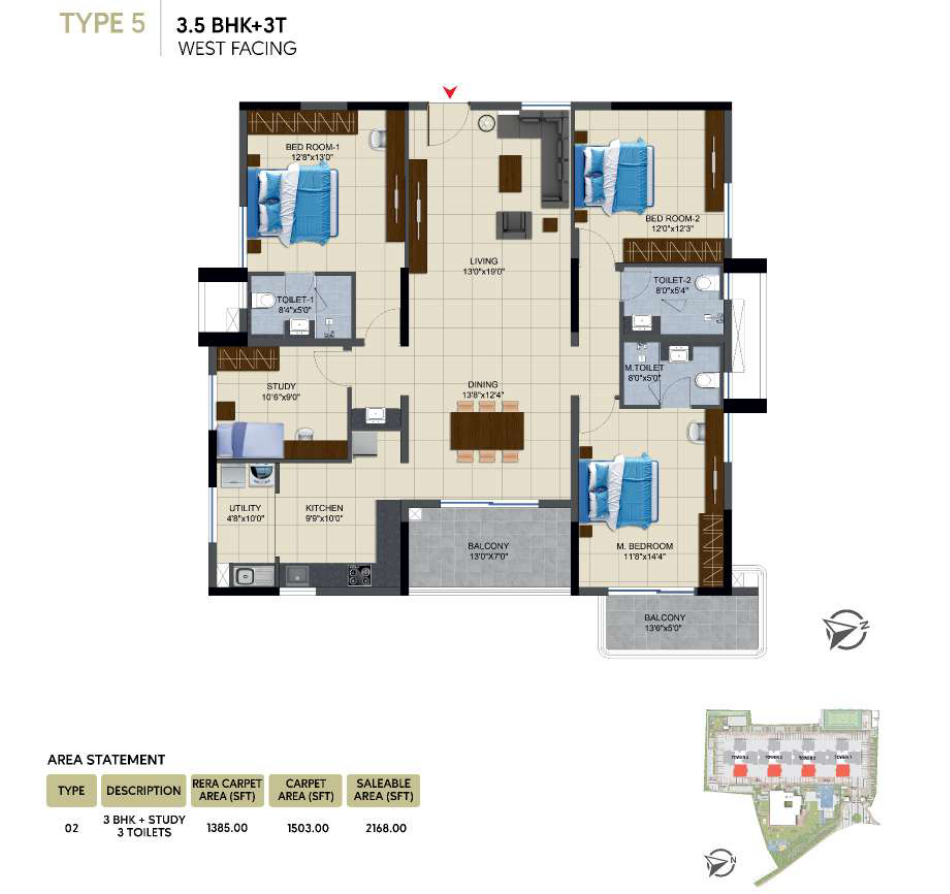 TYPE 5
3.5 BHK+3T
WEST FACING
BED ROOM-1
12'8"x13'0"
BED ROOM-2
12'0"x12'3"
LIVING
13'0"x19'0"
TOILET-1
8'4"x5'0"
TOILET-2
8'0"x5'4"
M.TOILET
8'0"x5'0"
STUDY
10'6"x9'0"
DINING
13'8"x12'4"
UTILITY
4'8"x10'0"
KITCHEN
9'9"x10'0"
BALCONY
13'0"X7'0"
M. BEDROOM
11'8"x14'4"
BALCONY
13'6"x5'0"
N
AREA STATEMENT
TYPE
DESCRIPTION
RERA CARPET
AREA (SFT)
CARPET
AREA (SFT)
SALEABLE
AREA (SFT)
02
3 BHK + STUDY
3 TOILETS
1385.00
1503.00
2168.00
N